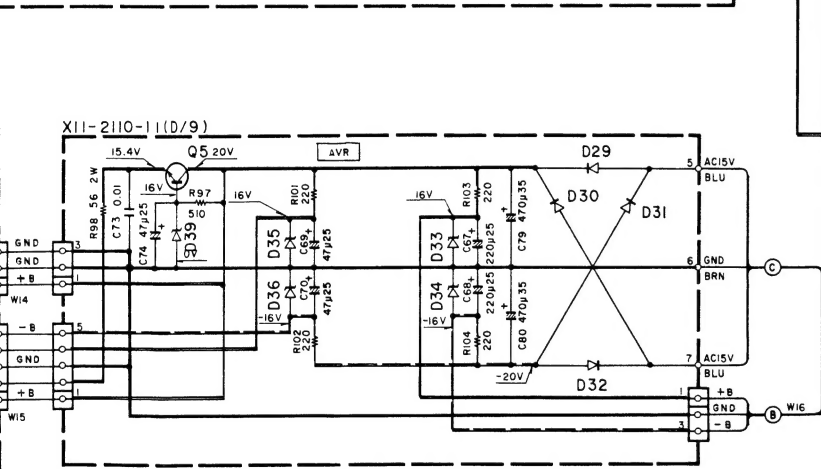 X11-2110-11(D/9)
15.4V
Q5
20V
AVR
D29
5
AC15V
BLU
R98 56 2W
C73 0.01
16V
R97
510
C74 47µ25
D39
0V
16V
R101
220
D35
C69
47µ25
16V
R103
220
D33
C67
220µ25
C79 470µ35
D30
D31
GND
3
GND
+B
1
W14
6
GND
BRN
C
D36
C70
47µ25
-16V
R102
220
D34
C68
220µ25
-16V
R104
220
C80 470µ35
-20V
D32
7
AC15V
BLU
-B
5
GND
+B
1
W15
1
+B
GND
3
-B
B
W16